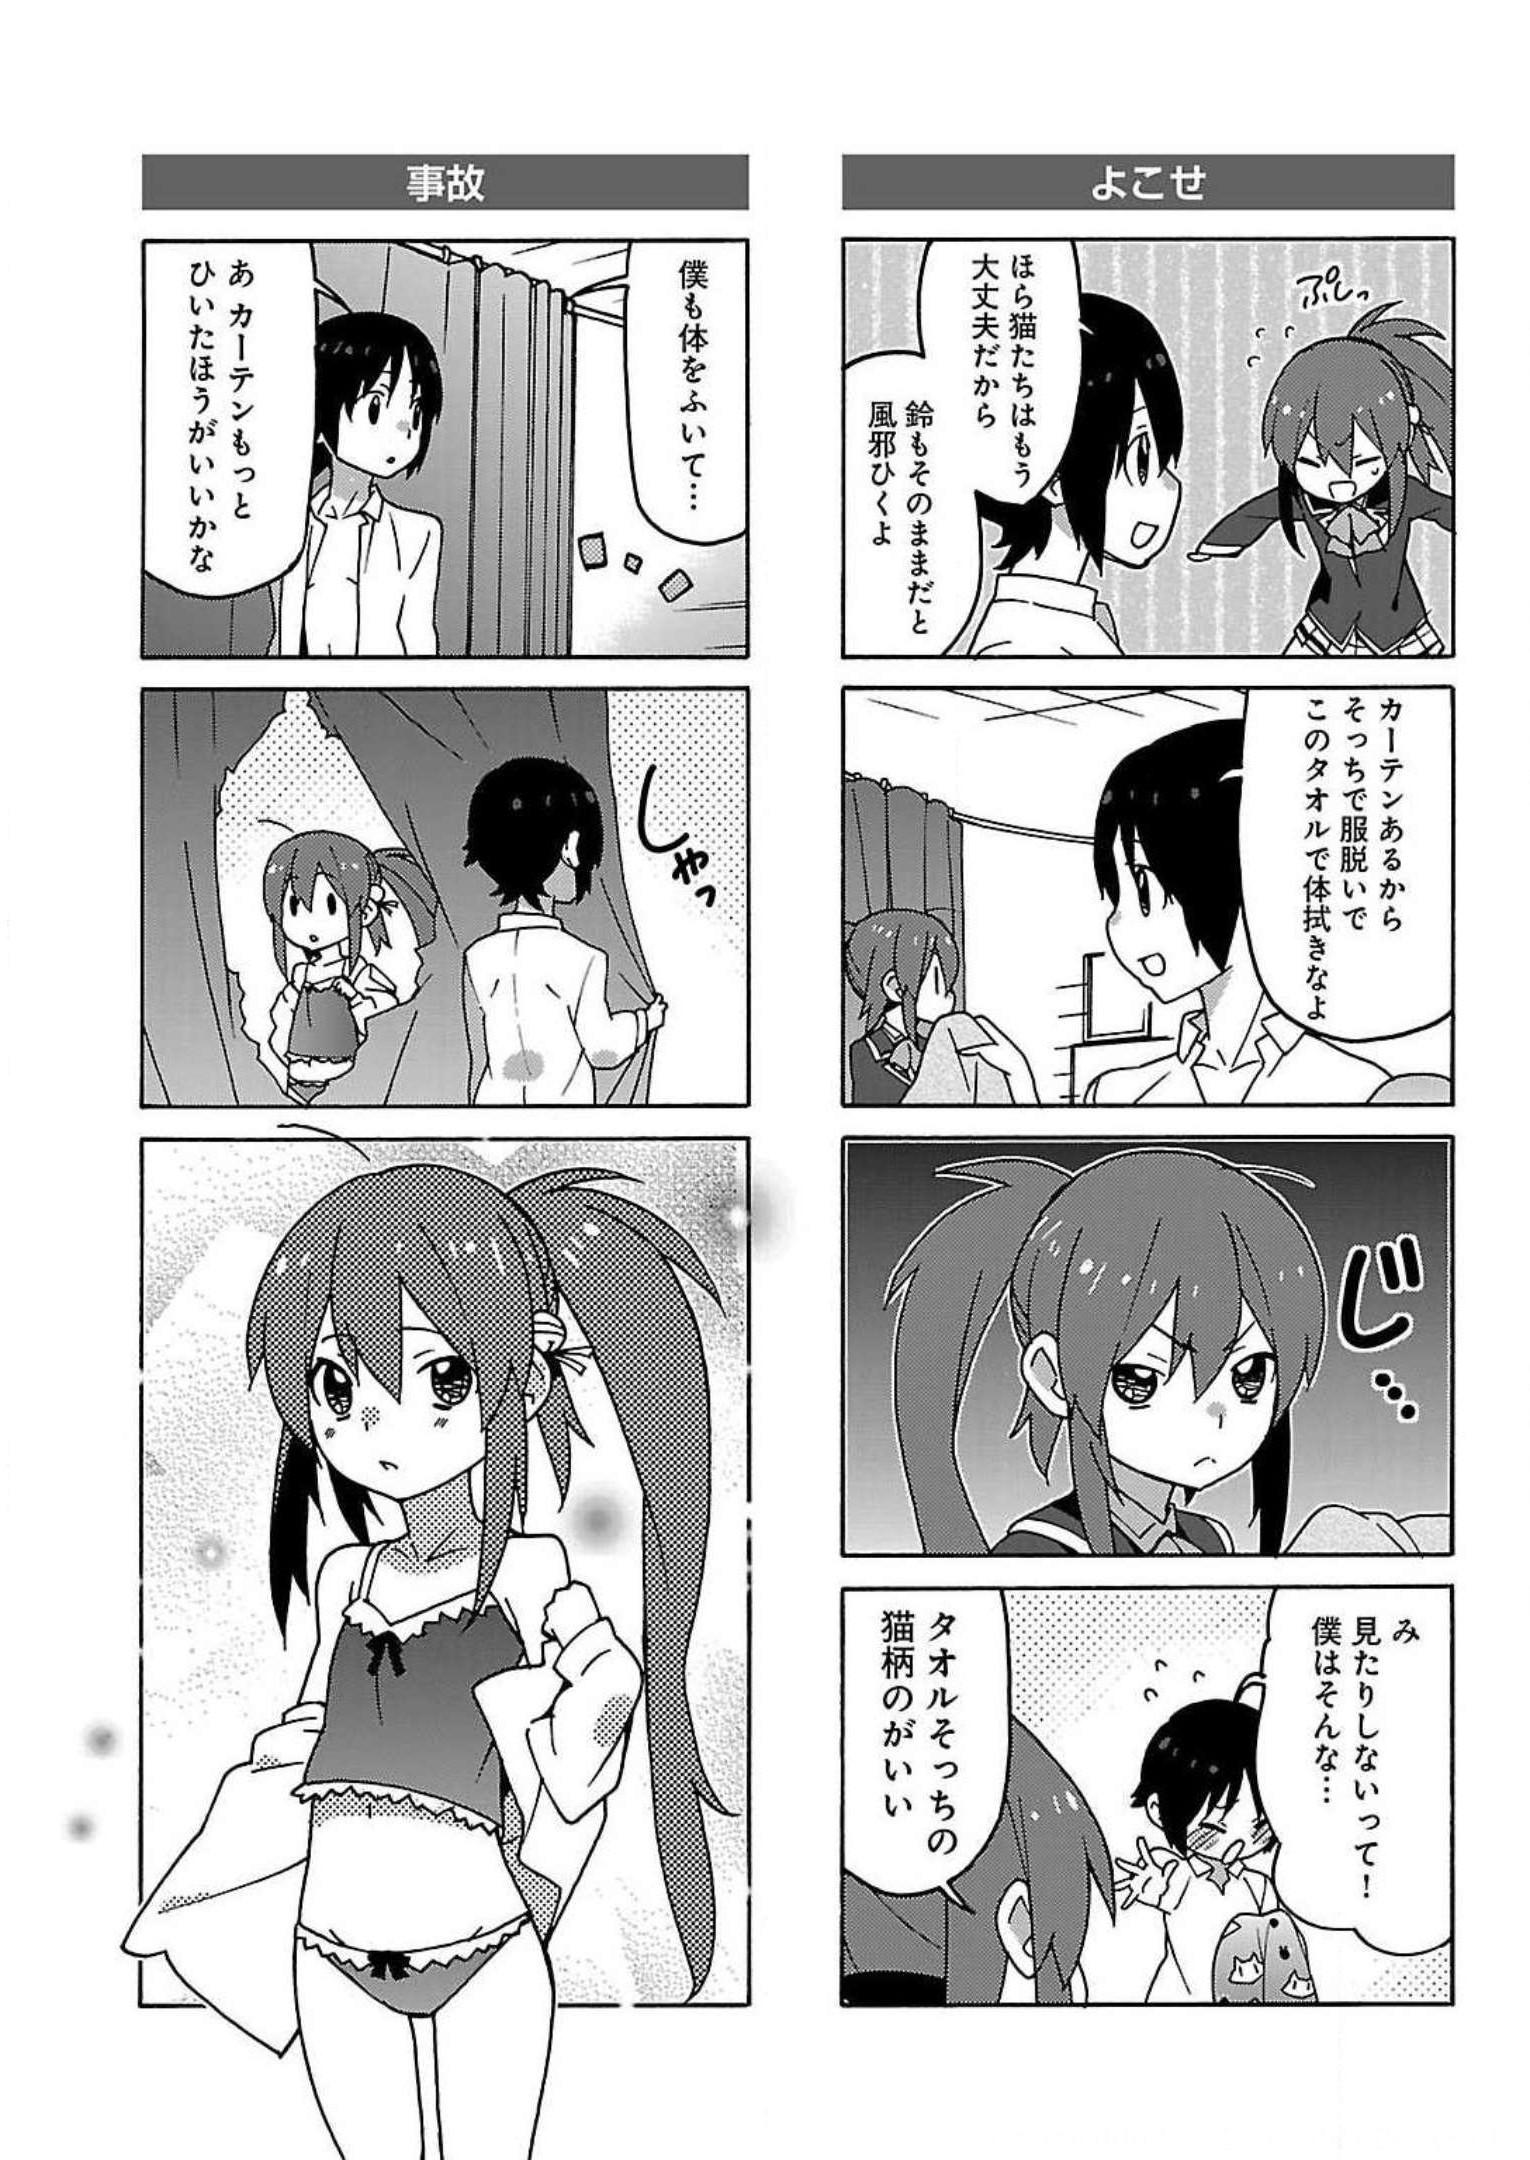 よこせ
ぷしっ
ほら猫たちはもう
大丈夫だから
鈴もそのままだと
風邪ひくよ
カーテンあるから
そっちで服脱いで
このタオルで体拭きなよ
じ…
み
見たりしないって！
僕はそんな…
タオルそっちの
猫柄のがいい
事故
僕も体をふいて…
あ カーテンもっと
ひいたほうがいいかな
しゃっ